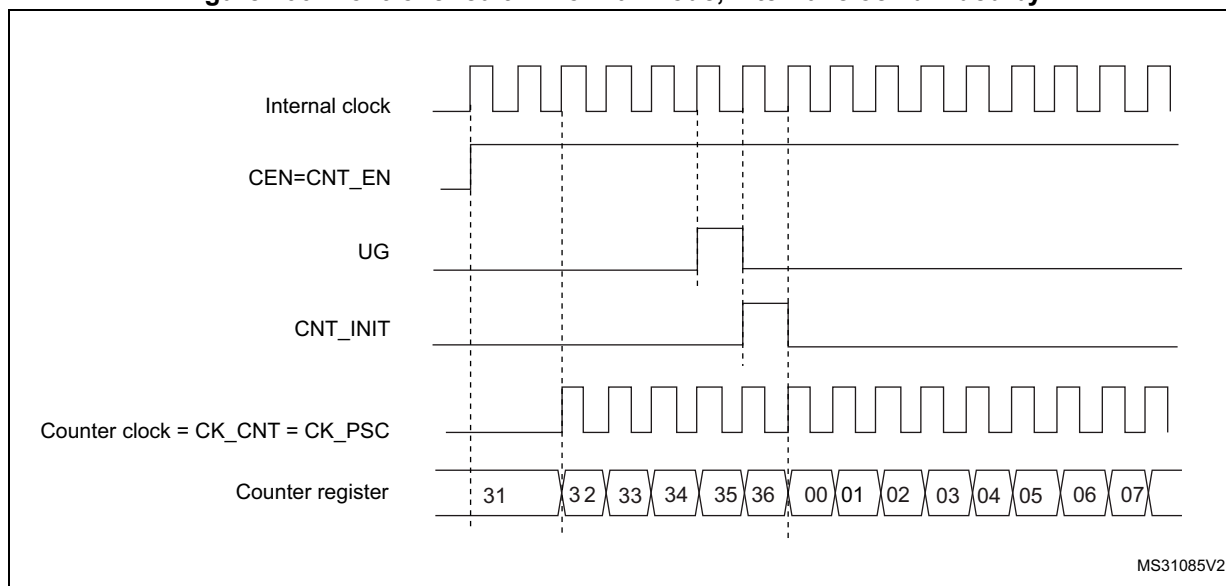 Internal clock
CEN=CNT_EN
UG
CNT_INIT
Counter clock = CK_CNT = CK_PSC
Counter register 31 32 33 34 35 36 00 01 02 03 04 05 06 07
MS31085V2